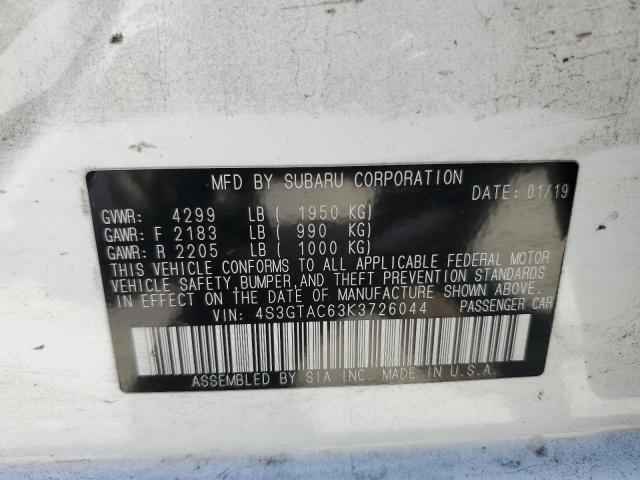 MFD BY SUBARU CORPORATION
DATE: 01/19
GVWR: 4299 LB ( 1950 KG)
GAWR: F 2183 LB ( 990 KG)
GAWR: R 2205 LB ( 1000 KG)
THIS VEHICLE CONFORMS TO ALL APPLICABLE FEDERAL MOTOR
VEHICLE SAFETY,BUMPER,AND THEFT PREVENTION STANDARDS
IN EFFECT ON THE DATE OF MANUFACTURE SHOWN ABOVE.
VIN: 4S3GTAC63K3726044 PASSENGER CAR
ASSEMBLED BY SIA INC. MADE IN U.S.A.